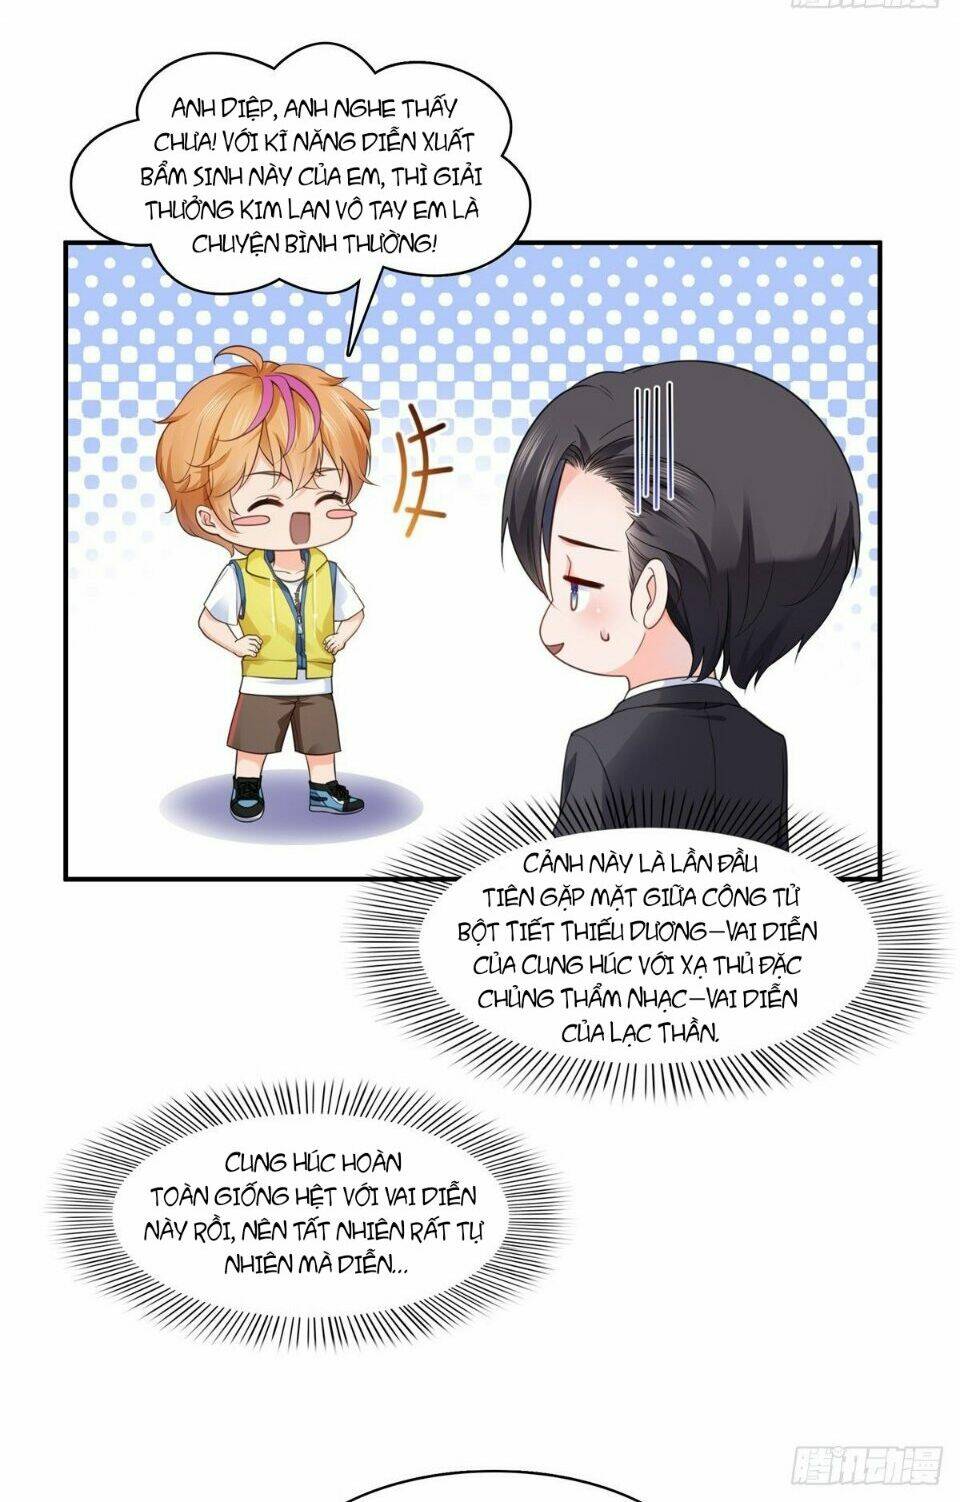 ANH DIỆP, ANH NGHE THẤY
CHƯA! VỚI KĨ NĂNG DIỄN XUẤT
BẨM SINH NÀY CỦA EM, THÌ GIẢI
THƯỞNG KIM LAN VÔ TAY EM LÀ
CHUYỆN BÌNH THƯỜNG!
CẢNH NÀY LÀ LẦN ĐẦU
TIÊN GẶP MẶT GIỮA CÔNG TỬ
BỘT TIẾT THIẾU DƯƠNG–VAI DIỄN
CỦA CUNG HÚC VỚI XẠ THỦ ĐẶC
CHỦNG THẨM NHẠC–VAI DIỄN
CỦA LẠC THẦN.
CUNG HÚC HOÀN
TOÀN GIỐNG HỆT VỚI VAI DIỄN
NÀY RỒI, NÊN TẤT NHIÊN RẤT TỰ
NHIÊN MÀ DIỄN...
腾讯动漫